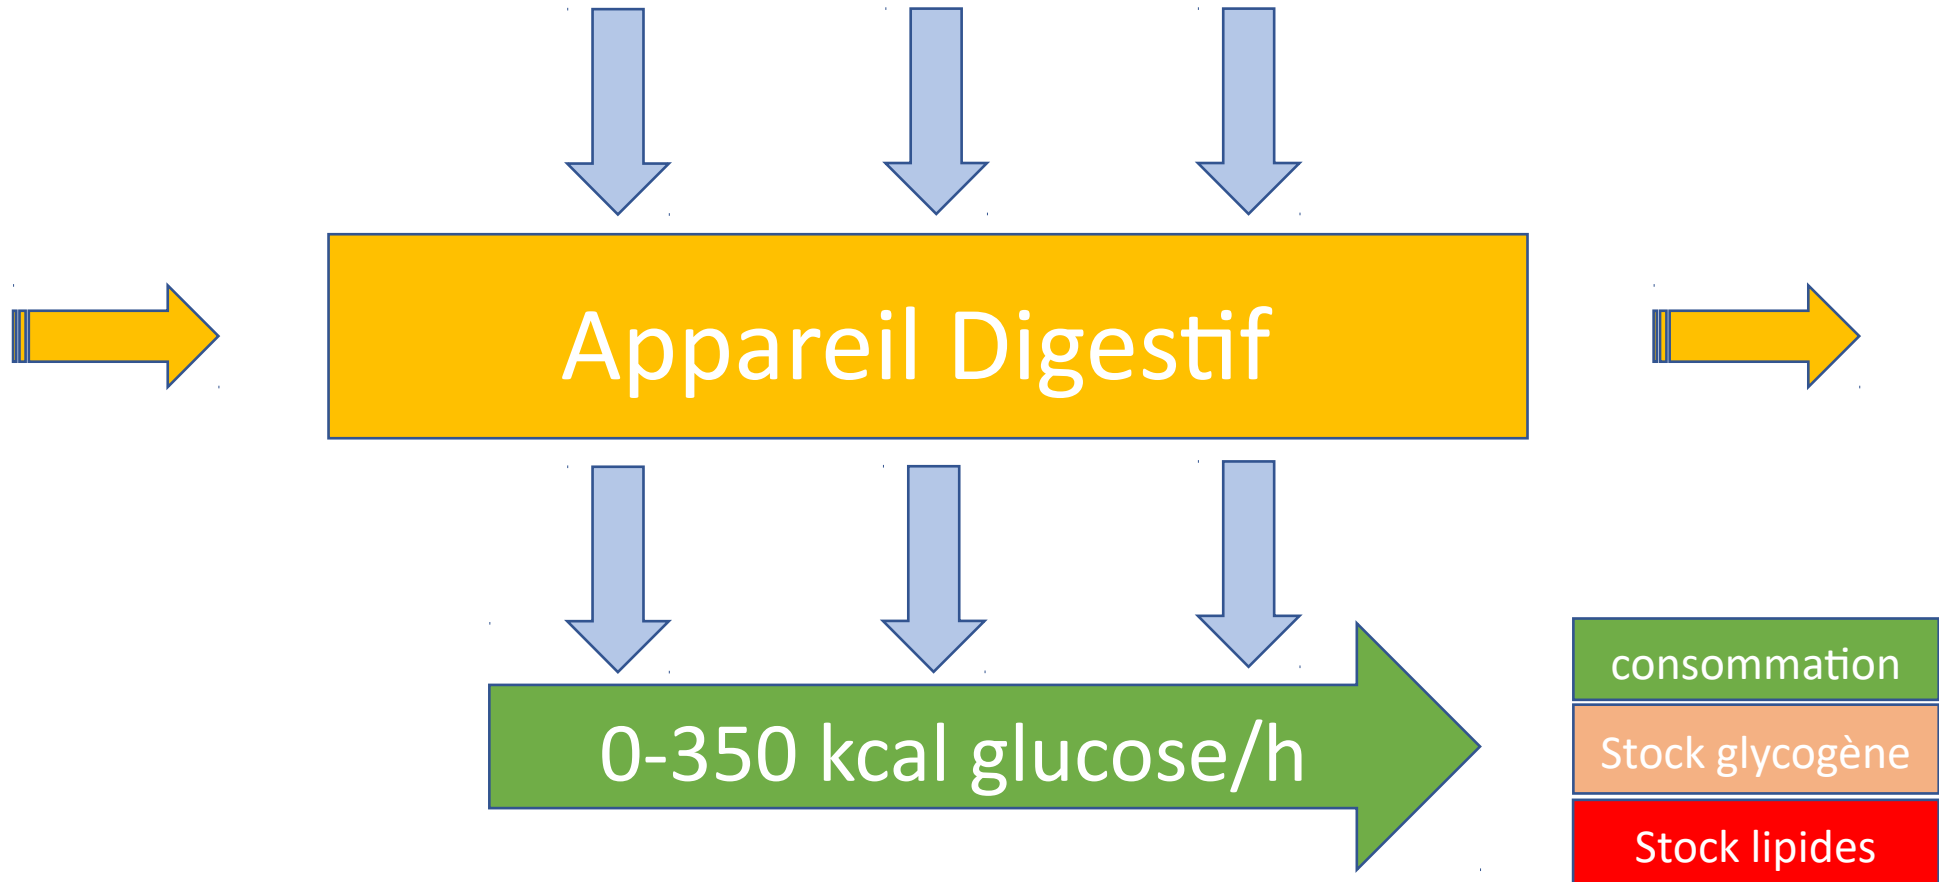 Appareil Digestif
0-350 kcal glucose/h
consommation
Stock glycogène
Stock lipides